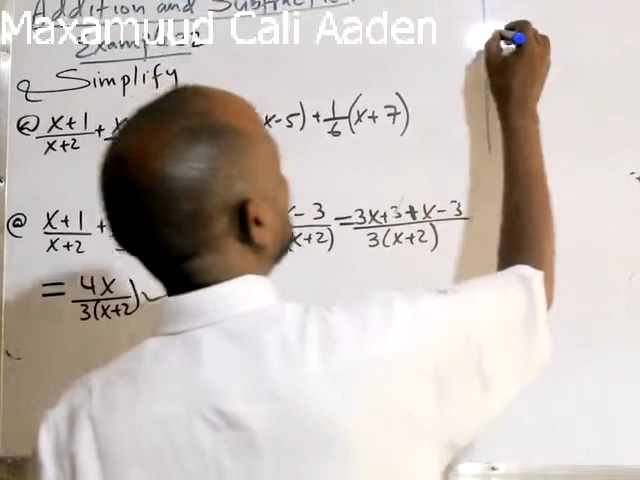 Addition and Subtraction
Maxamuud Cali Aaden
Example 2
Simplify
@ x+1/x+2 + x x-5) + 1/6(x+7)
@ x+1/x+2 + x-3/(x+2) = 3x+3+x-3/3(x+2)
= 4x/3(x+2)